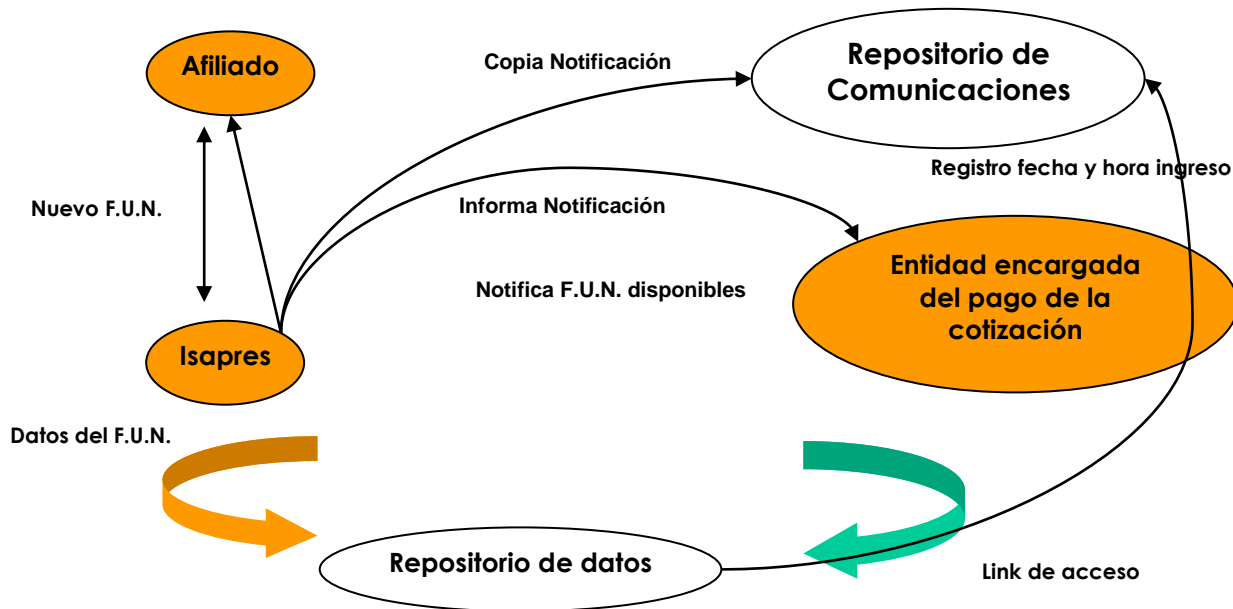 Afiliado
Copia Notificación
Repositorio de
Comunicaciones
Registro fecha y hora ingreso
Nuevo F.U.N.
Informa Notificación
Notifica F.U.N. disponibles
Entidad encargada
del pago de la
cotización
Isapres
Datos del F.U.N.
Repositorio de datos
Link de acceso